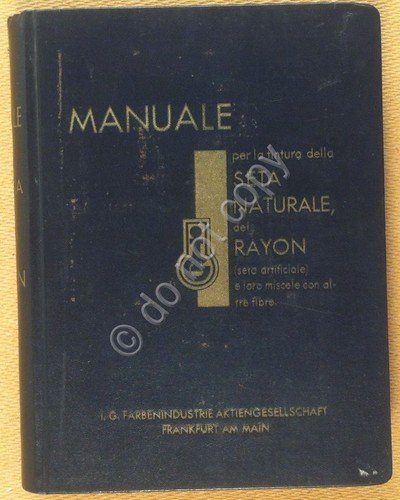 MANUALE
per la tintura della
SETA
NATURALE,
del
RAYON
(seta artificiale)
e loro miscele con al-
tre fibre.
I. G. FARBENINDUSTRIE AKTIENGESELLSCHAFT
FRANKFURT AM MAIN
© do not copy